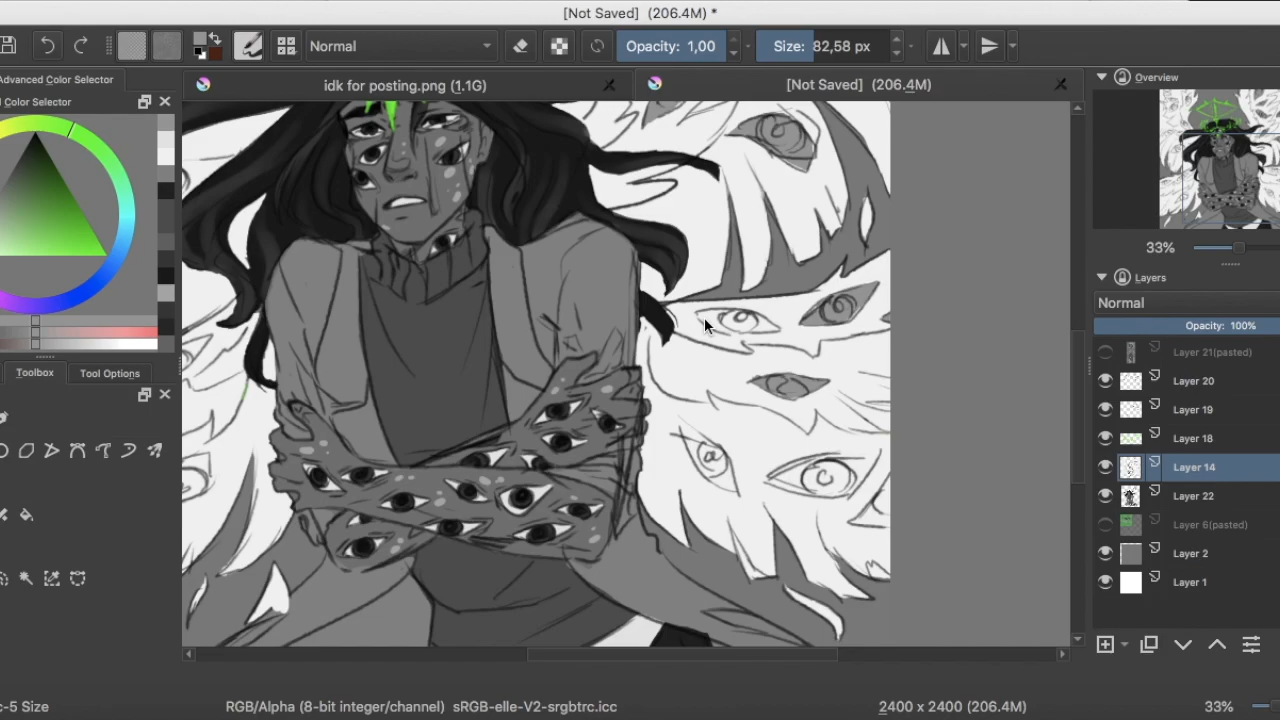 [Not Saved] (206.4M) *
Normal
Opacity: 1,00
Size: 82,58 px
Advanced Color Selector
idk for posting.png (1.1G)
[Not Saved] (206.4M)
Overview
Color Selector
33%
Layers
Normal
Opacity: 100%
Layer 21(pasted)
Toolbox
Tool Options
Layer 20
Layer 19
Layer 18
Layer 14
Layer 22
Layer 6(pasted)
Layer 2
Layer 1
c-5 Size
RGB/Alpha (8-bit integer/channel) sRGB-elle-V2-srgbtrc.icc
2400 x 2400 (206.4M)
33%